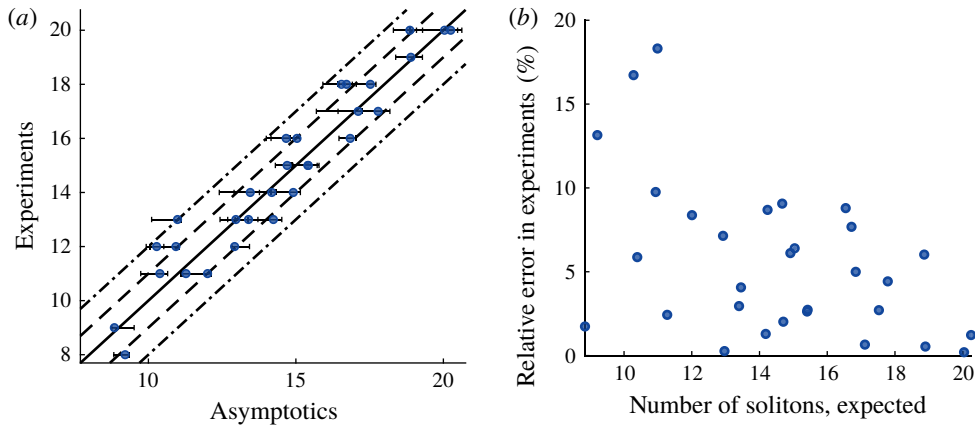 (a)
20
18
16
14
12
10
8
Experiments
10 15 20
Asymptotics
(b)
20
15
10
5
0
Relative error in experiments (%)
10 12 14 16 18 20
Number of solitons, expected